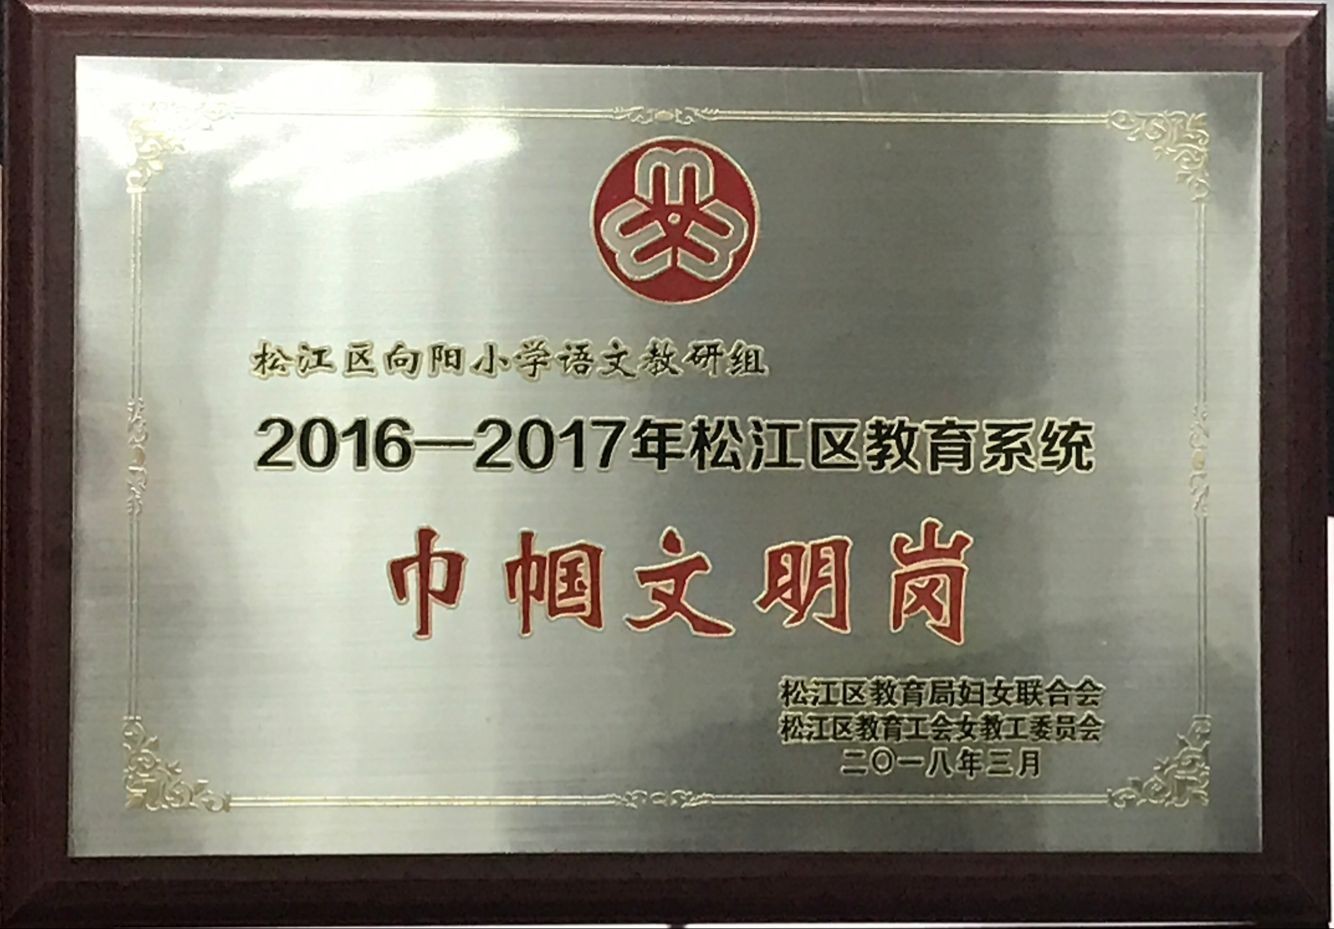 松江区向阳小学语文教研组
2016—2017年松江区教育系统
巾帼文明岗
松江区教育局妇女联合会
松江区教育工会女教工委员会
二〇一八年三月